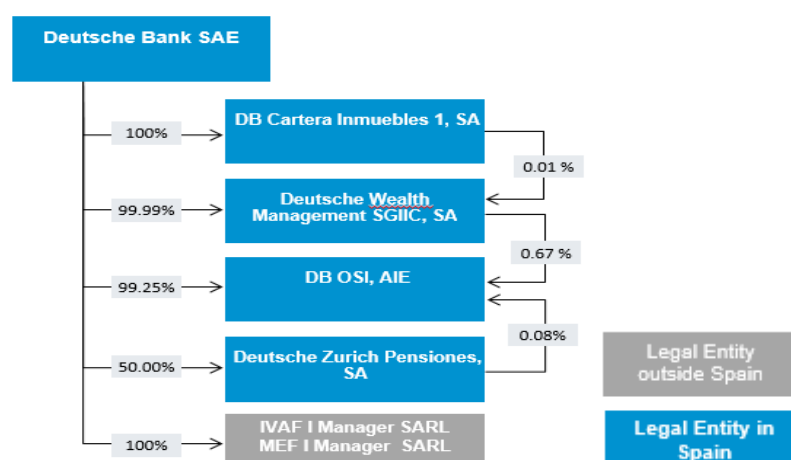 Deutsche Bank SAE
100%
DB Cartera Inmuebles 1, SA
0.01 %
99.99%
Deutsche Wealth
Management SGIIC, SA
0.67 %
99.25%
DB OSI, AIE
0.08%
50.00%
Deutsche Zurich Pensiones,
SA
100%
IVAF I Manager SARL
MEF I Manager SARL
Legal Entity
outside Spain
Legal Entity in
Spain